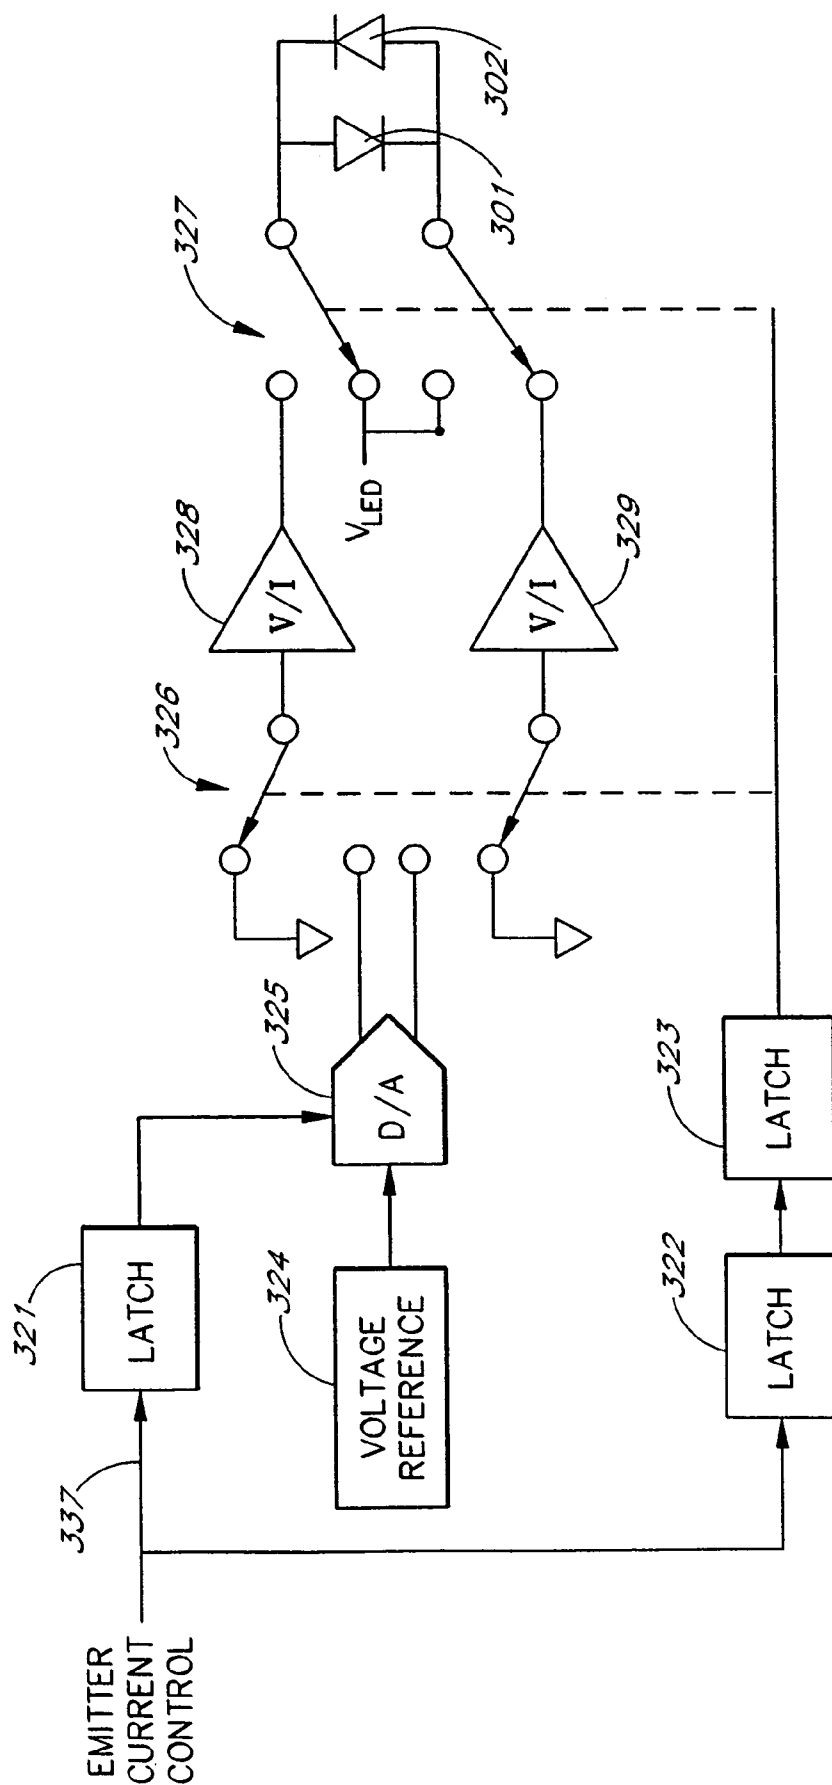 EMITTER
CURRENT
CONTROL
337
321
LATCH
324
VOLTAGE
REFERENCE
325
D/A
322
LATCH
323
LATCH
326
328
V/I
329
V/I
327
VLED
301
302